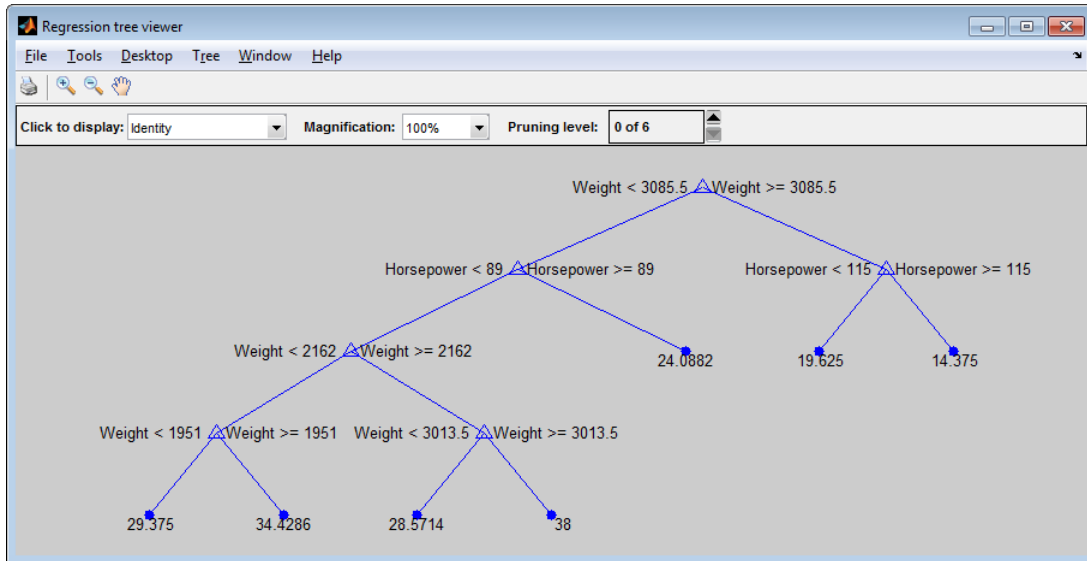 Regression tree viewer
File Tools Desktop Tree Window Help
Click to display: Identity Magnification: 100% Pruning level: 0 of 6
Weight < 3085.5 Weight >= 3085.5
Horsepower < 89 Horsepower >= 89 Horsepower < 115 Horsepower >= 115
Weight < 2162 Weight >= 2162 24.0882 19.625 14.375
Weight < 1951 Weight >= 1951 Weight < 3013.5 Weight >= 3013.5
29.375 34.4286 28.5714 38